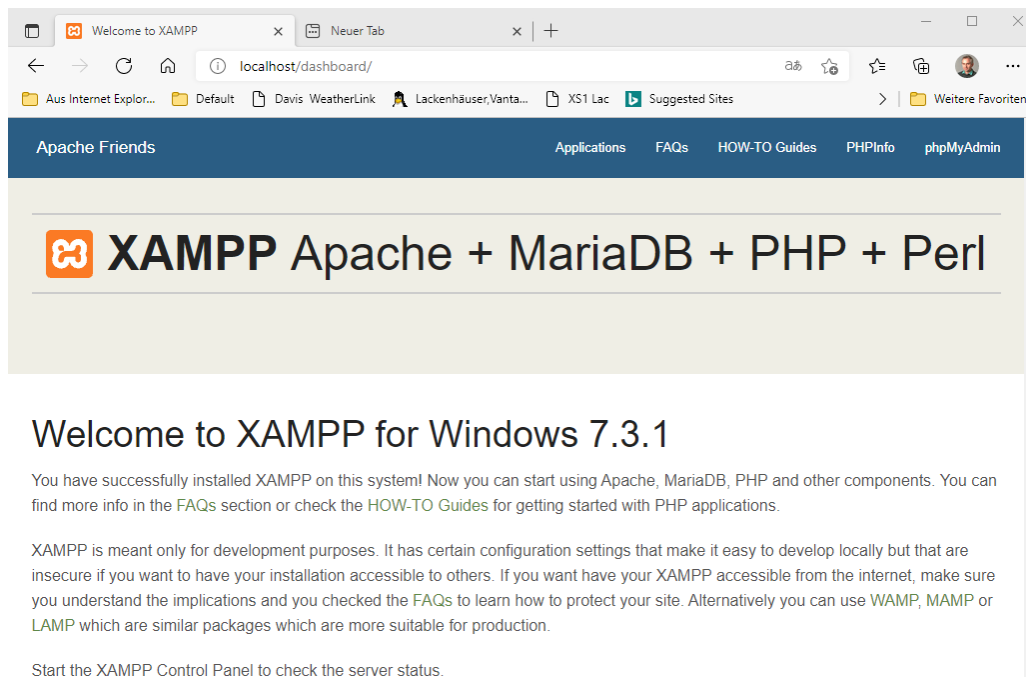 Welcome to XAMPP
Neuer Tab
localhost/dashboard/
aあ
Aus Internet Explor... Default Davis WeatherLink Lackenhäuser,Vanta... XS1 Lac Suggested Sites Weitere Favoriten
Apache Friends Applications FAQs HOW-TO Guides PHPInfo phpMyAdmin
XAMPP Apache + MariaDB + PHP + Perl
Welcome to XAMPP for Windows 7.3.1
You have successfully installed XAMPP on this system! Now you can start using Apache, MariaDB, PHP and other components. You can
find more info in the FAQs section or check the HOW-TO Guides for getting started with PHP applications.
XAMPP is meant only for development purposes. It has certain configuration settings that make it easy to develop locally but that are
insecure if you want to have your installation accessible to others. If you want have your XAMPP accessible from the internet, make sure
you understand the implications and you checked the FAQs to learn how to protect your site. Alternatively you can use WAMP, MAMP or
LAMP which are similar packages which are more suitable for production.
Start the XAMPP Control Panel to check the server status.